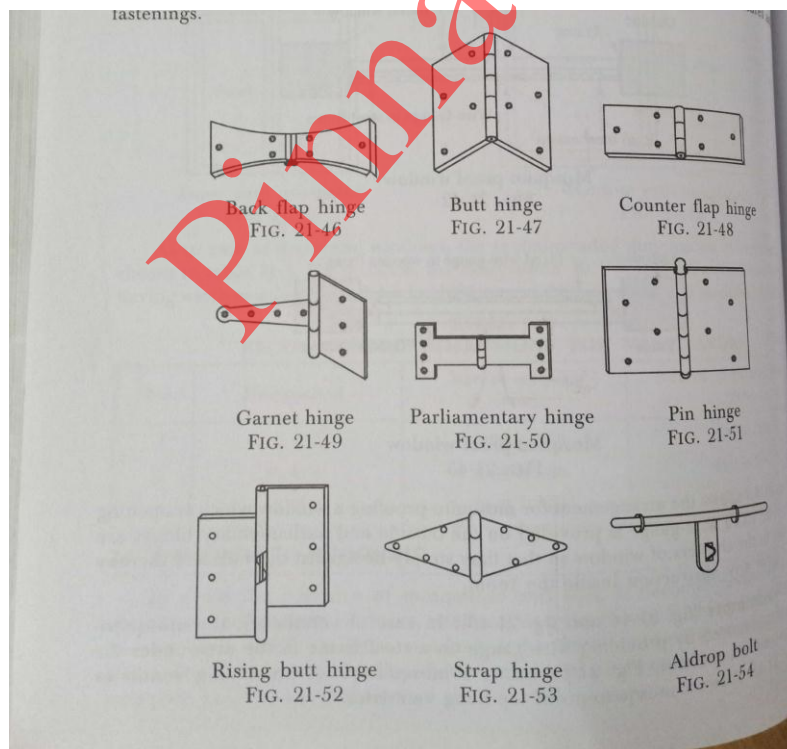 fastenings.
Pinna
Back flap hinge
FIG. 21-46
Butt hinge
FIG. 21-47
Counter flap hinge
FIG. 21-48
Garnet hinge
FIG. 21-49
Parliamentary hinge
FIG. 21-50
Pin hinge
FIG. 21-51
Rising butt hinge
FIG. 21-52
Strap hinge
FIG. 21-53
Aldrop bolt
FIG. 21-54